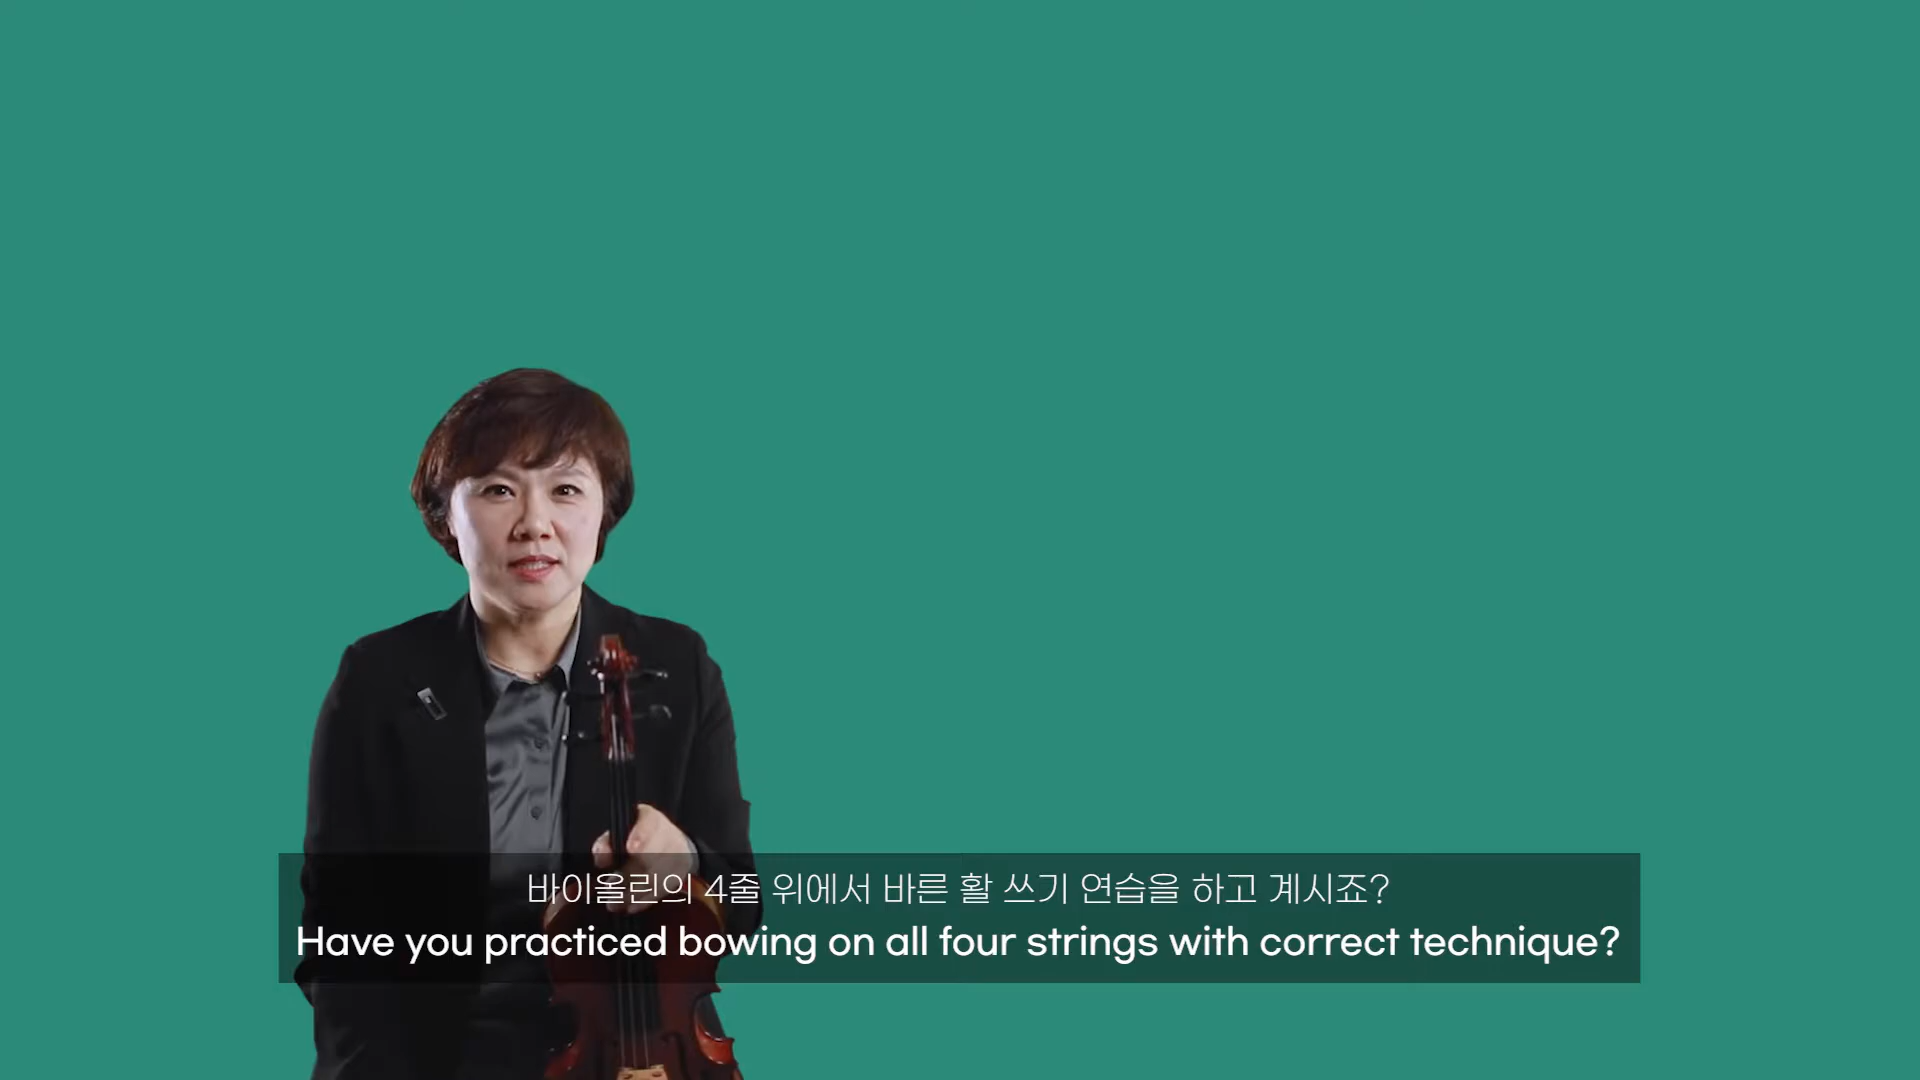 바이올린의 4줄 위에서 바른 활 쓰기 연습을 하고 계시죠?
Have you practiced bowing on all four strings with correct technique?